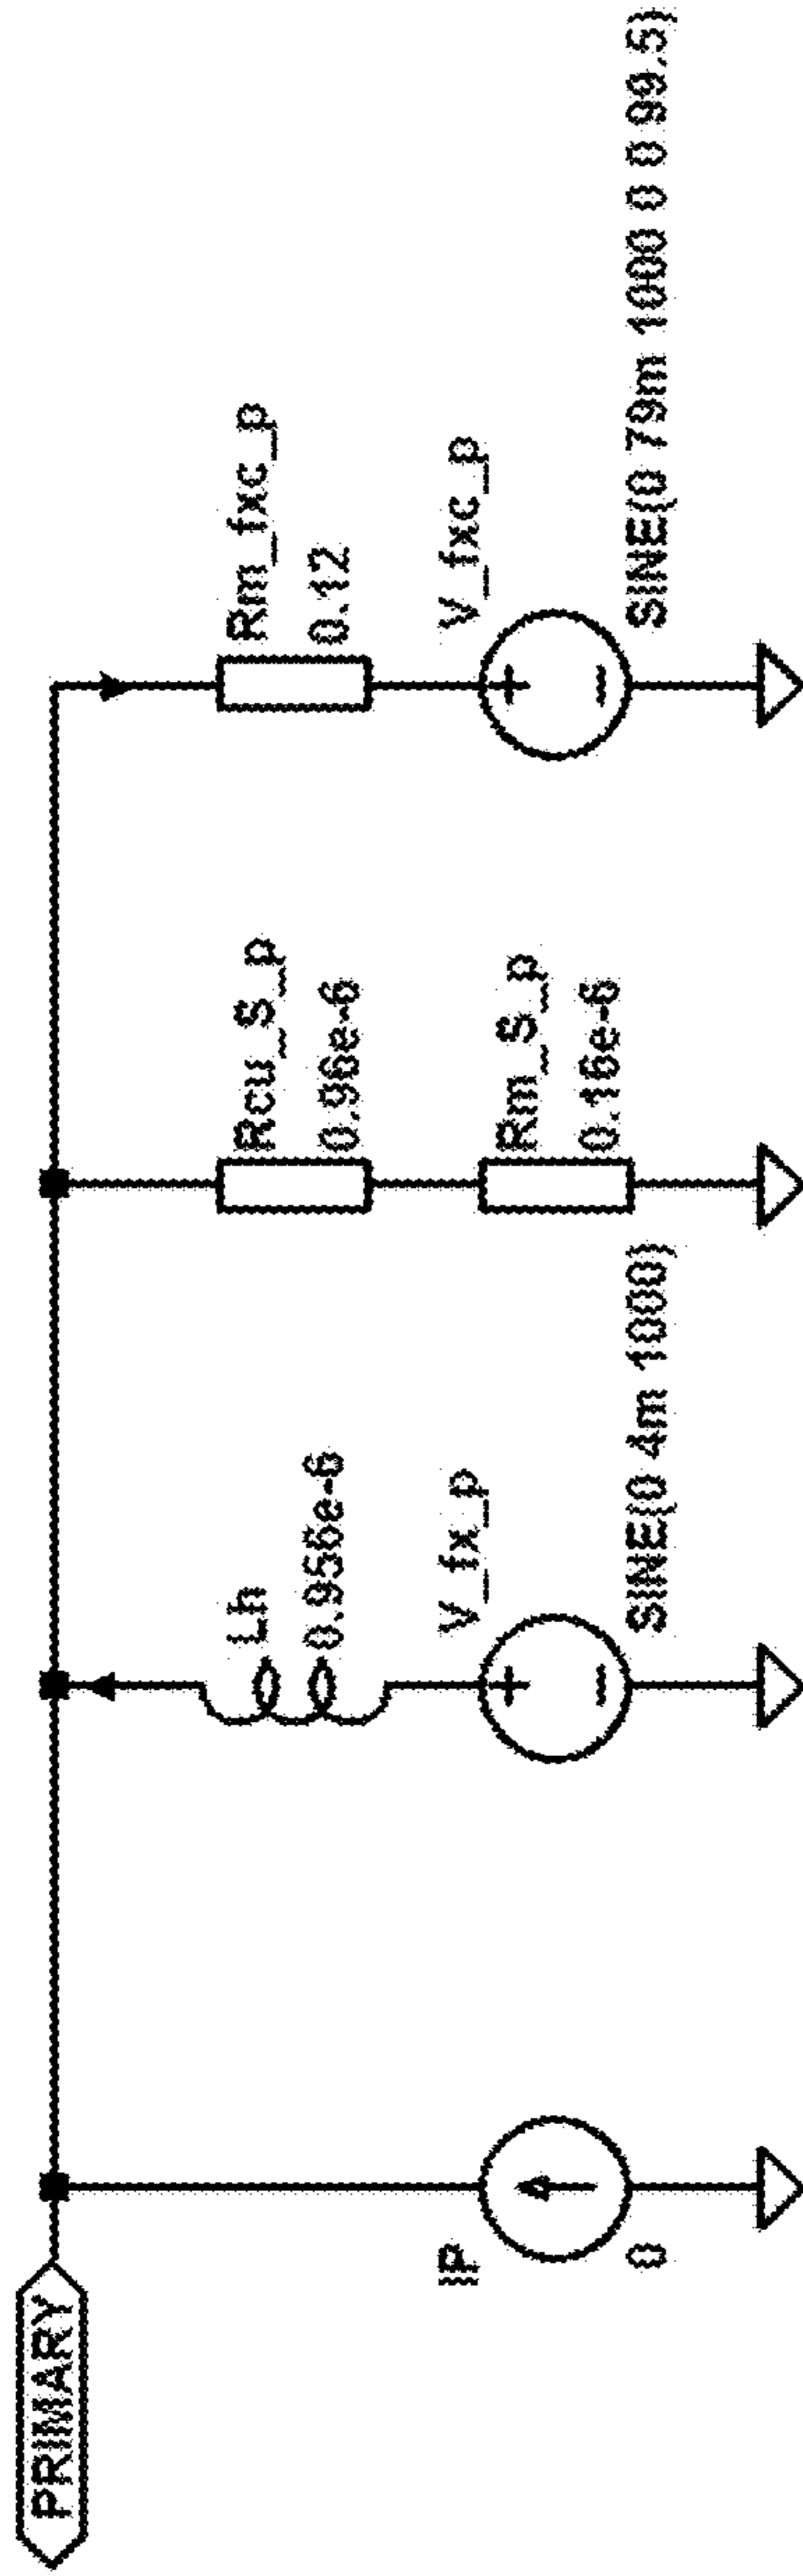 PRIMARY
IP
0
Lh
0.956e-6
V_fx_p
SINE(0 4m 1000)
Rcu_S_p
0.96e-6
Rm_S_p
0.16e-6
Rm_fxc_p
0.12
V_fxc_p
SINE(0 79m 1000 0 0 99.5)